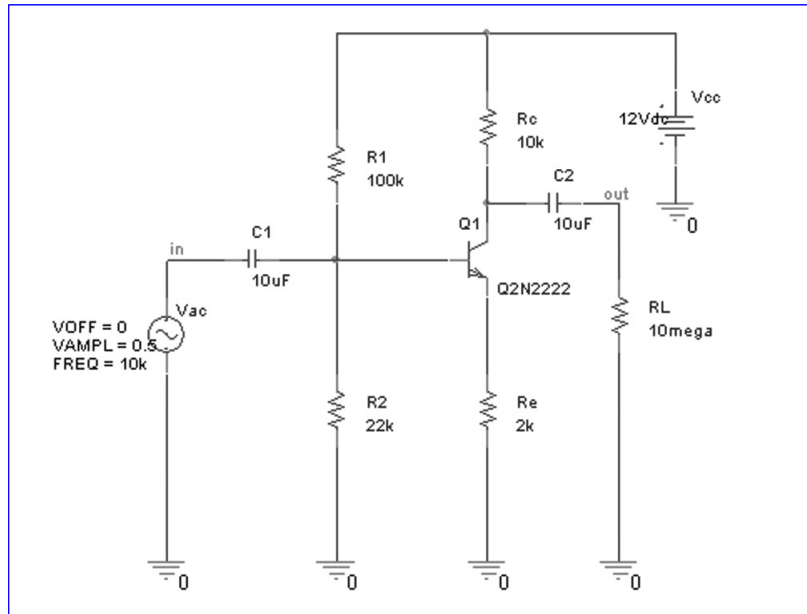 Vcc
12Vdc
Rc
10k
R1
100k
C2
10uF
out
0
Q1
in
C1
10uF
Q2N2222
Vac
VOFF = 0
VAMPL = 0.5
FREQ = 10k
RL
10mega
R2
22k
Re
2k
0
0
0
0